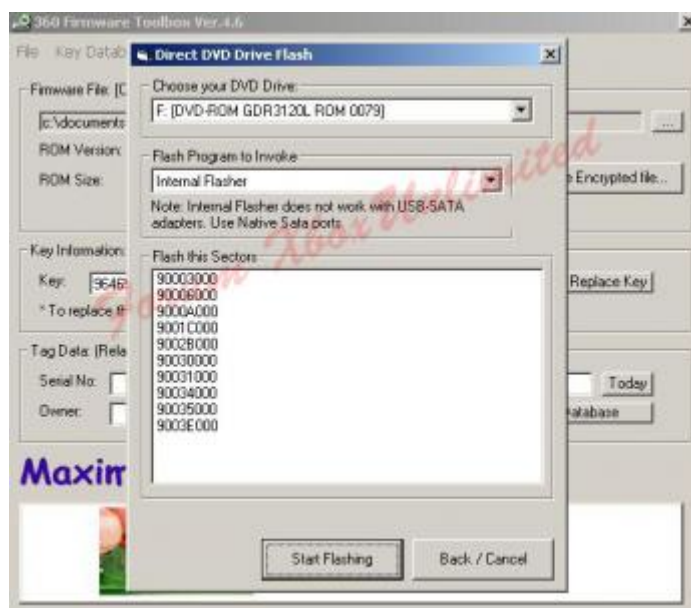 360 Firmware Toolbox Ver.4.6
File Key Datab
Direct DVD Drive Flash
Firmware File: [C
Choose your DVD Drive:
F: [DVD-ROM GDR3120L ROM 0079]
c:\documents
...
ROM Version:
Flash Program to Invoke
ROM Size:
Internal Flasher
e Encrypted file...
Note: Internal Flasher does not work with USB-SATA
adapters. Use Native Sata ports
Key Information:
Flash this Sectors
Key:
Replace Key
* To replace th
90003000
90006000
9000A000
9001C000
9002B000
90030000
90031000
90034000
90035000
9003E000
Tag Data: (Rela
Serial No:
Today
Owner:
atabase
Maxim
Start Flashing
Back / Cancel
Forum Xbox Unlimited